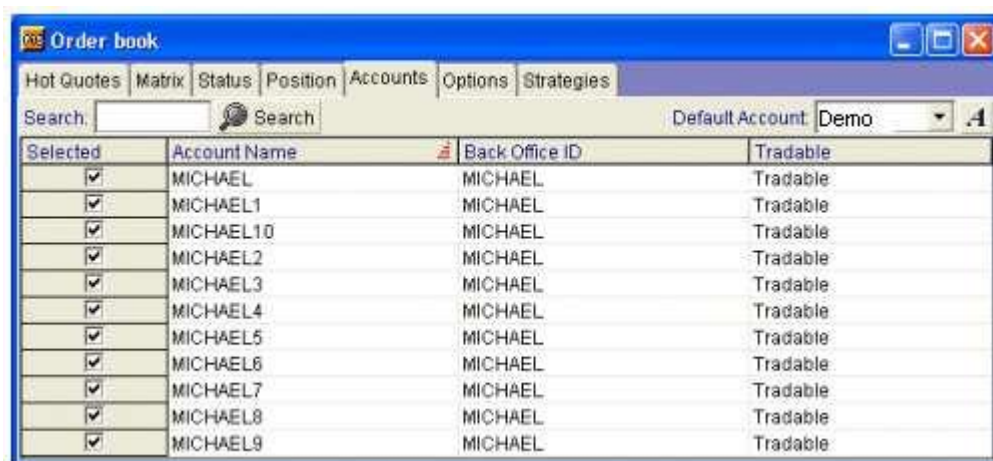 Order book
Hot Quotes Matrix Status Position Accounts Options Strategies
Search: Search Default Account: Demo A
Selected Account Name Back Office ID Tradable
MICHAEL MICHAEL Tradable
MICHAEL1 MICHAEL Tradable
MICHAEL10 MICHAEL Tradable
MICHAEL2 MICHAEL Tradable
MICHAEL3 MICHAEL Tradable
MICHAEL4 MICHAEL Tradable
MICHAEL5 MICHAEL Tradable
MICHAEL6 MICHAEL Tradable
MICHAEL7 MICHAEL Tradable
MICHAEL8 MICHAEL Tradable
MICHAEL9 MICHAEL Tradable